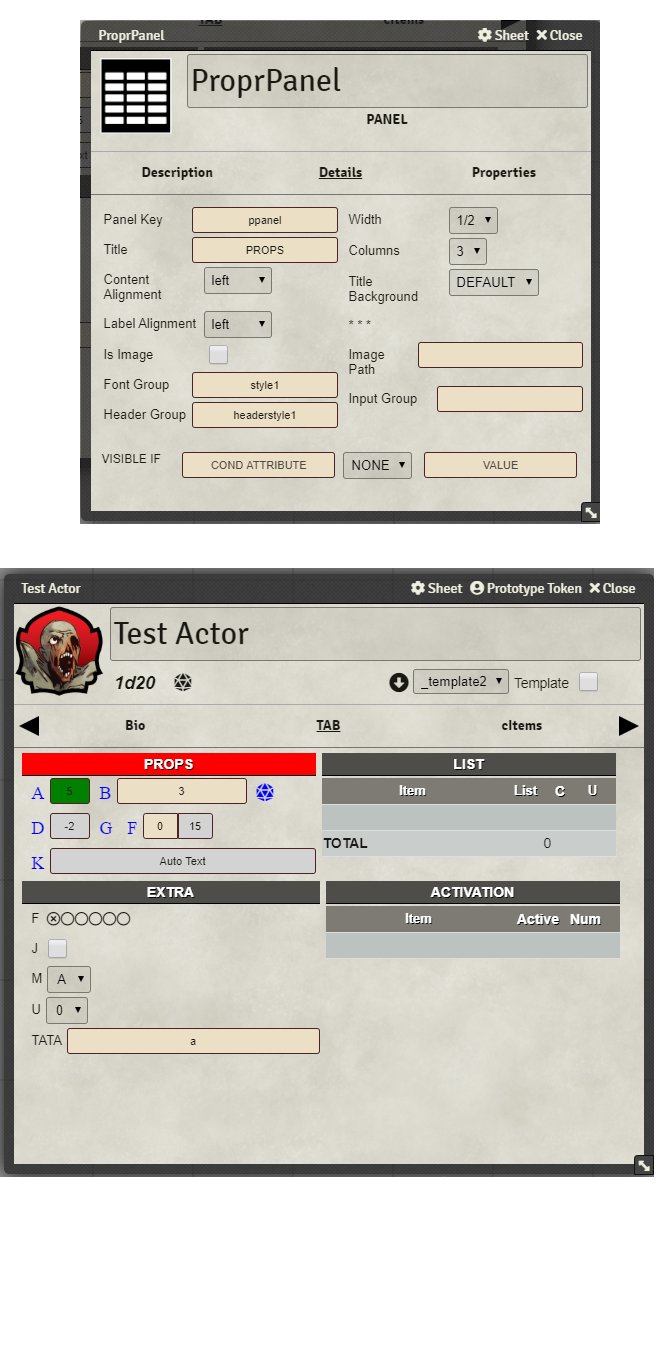 TAB cItems
ProprPanel Sheet Close
ProprPanel
PANEL
Description Details Properties
Panel Key ppanel Width 1/2
Title PROPS Columns 3
Content Alignment left Title Background DEFAULT
Label Alignment left * * *
Is Image Image Path
Font Group style1 Input Group
Header Group headerstyle1
VISIBLE IF COND ATTRIBUTE NONE VALUE
Test Actor Sheet Prototype Token Close
Test Actor
1d20 _template2 Template
Bio TAB cItems
PROPS LIST
A 5 B 3 Item List C U
D -2 G F 0 15
TOTAL 0
K Auto Text
EXTRA ACTIVATION
F Item Active Num
J
M A
U 0
TATA a